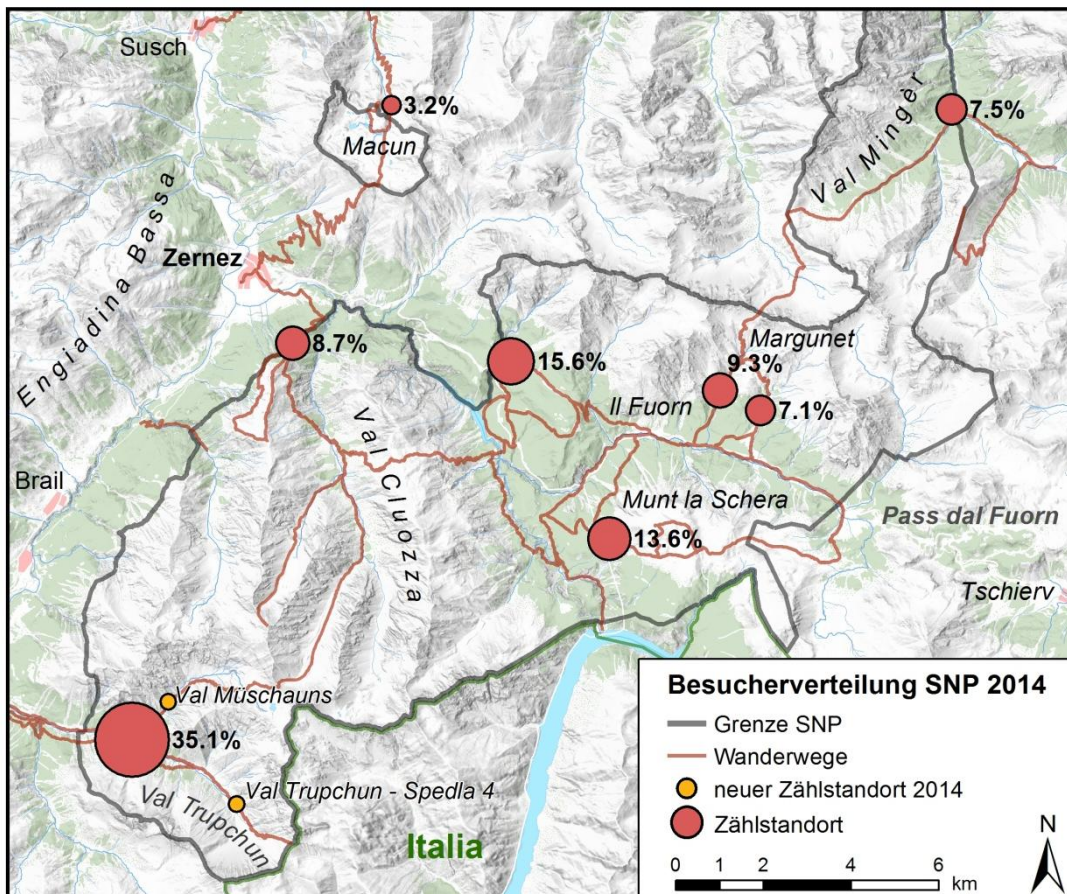 Susch
3.2%
Macun
7.5%
Val Mingèr
Engiadina Bassa
Zernez
8.7%
15.6%
Margunet
9.3%
Il Fuorn
7.1%
Val Cluozza
Brail
Munt la Schera
13.6%
Pass dal Fuorn
Tschierv
Val Müschauns
35.1%
Val Trupchun - Spedla 4
Val Trupchun
Italia
Besucherverteilung SNP 2014
Grenze SNP
Wanderwege
neuer Zählstandort 2014
Zählstandort
N
0 1 2 4 6
km